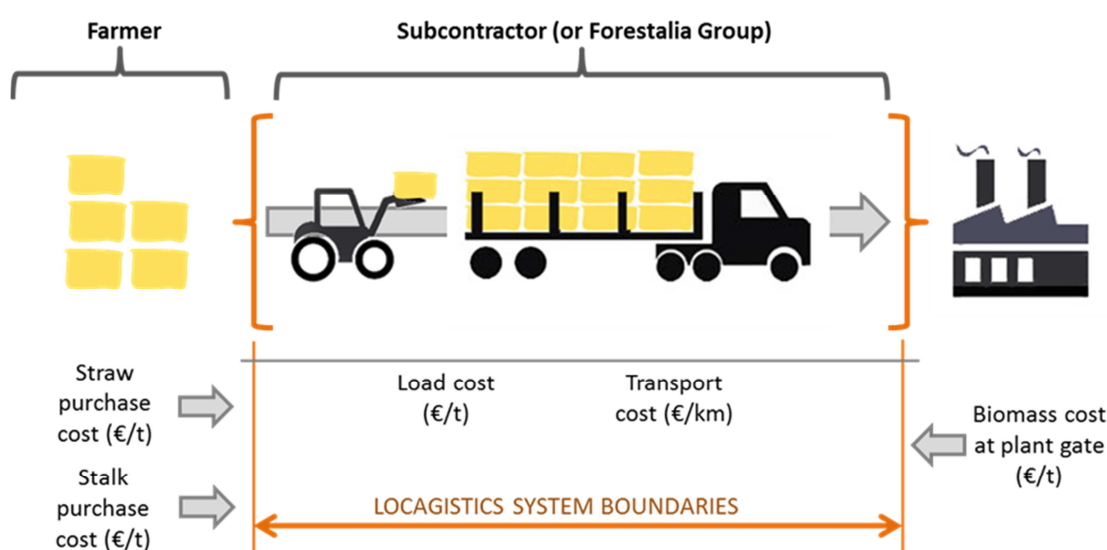 Farmer
Subcontractor (or Forestalia Group)
Straw
purchase
cost (€/t)
Load cost
(€/t)
Transport
cost (€/km)
Biomass cost
at plant gate
(€/t)
Stalk
purchase
cost (€/t)
LOCAGISTICS SYSTEM BOUNDARIES